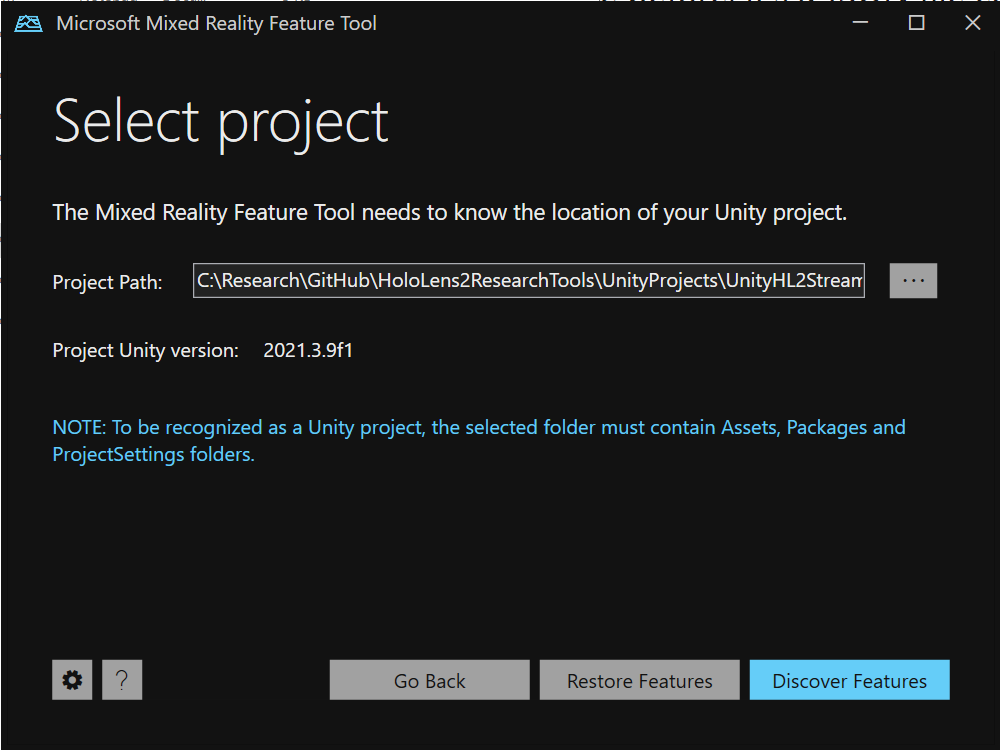 Microsoft Mixed Reality Feature Tool
Select project
The Mixed Reality Feature Tool needs to know the location of your Unity project.
Project Path: C:\Research\GitHub\HoloLens2ResearchTools\UnityProjects\UnityHL2Stream ...
Project Unity version: 2021.3.9f1
NOTE: To be recognized as a Unity project, the selected folder must contain Assets, Packages and
ProjectSettings folders.
? Go Back Restore Features Discover Features